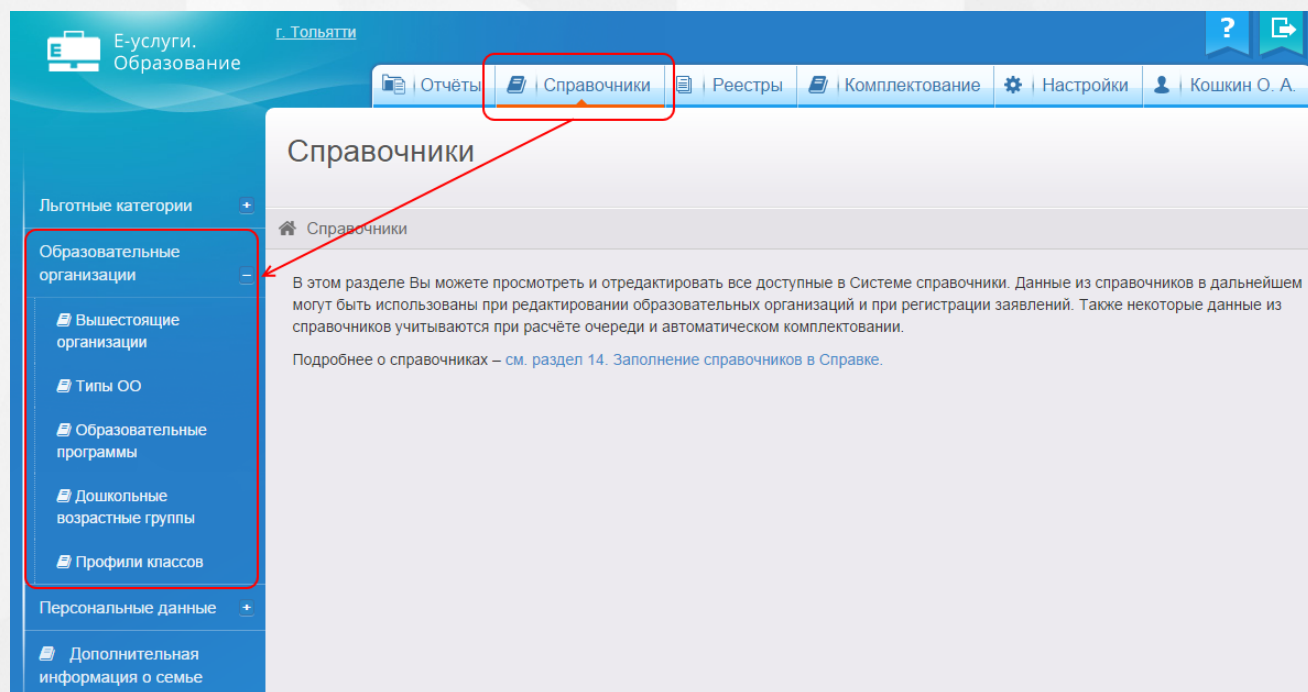 Е-услуги.
Образование
г. Тольятти
?
Отчёты
Справочники
Реестры
Комплектование
Настройки
Кошкин О. А.
Справочники
Справочники
Льготные категории
Образовательные
организации
Вышестоящие
организации
Типы ОО
Образовательные
программы
Дошкольные
возрастные группы
Профили классов
Персональные данные
Дополнительная
информация о семье
В этом разделе Вы можете просмотреть и отредактировать все доступные в Системе справочники. Данные из справочников в дальнейшем
могут быть использованы при редактировании образовательных организаций и при регистрации заявлений. Также некоторые данные из
справочников учитываются при расчёте очереди и автоматическом комплектовании.
Подробнее о справочниках – см. раздел 14. Заполнение справочников в Справке.